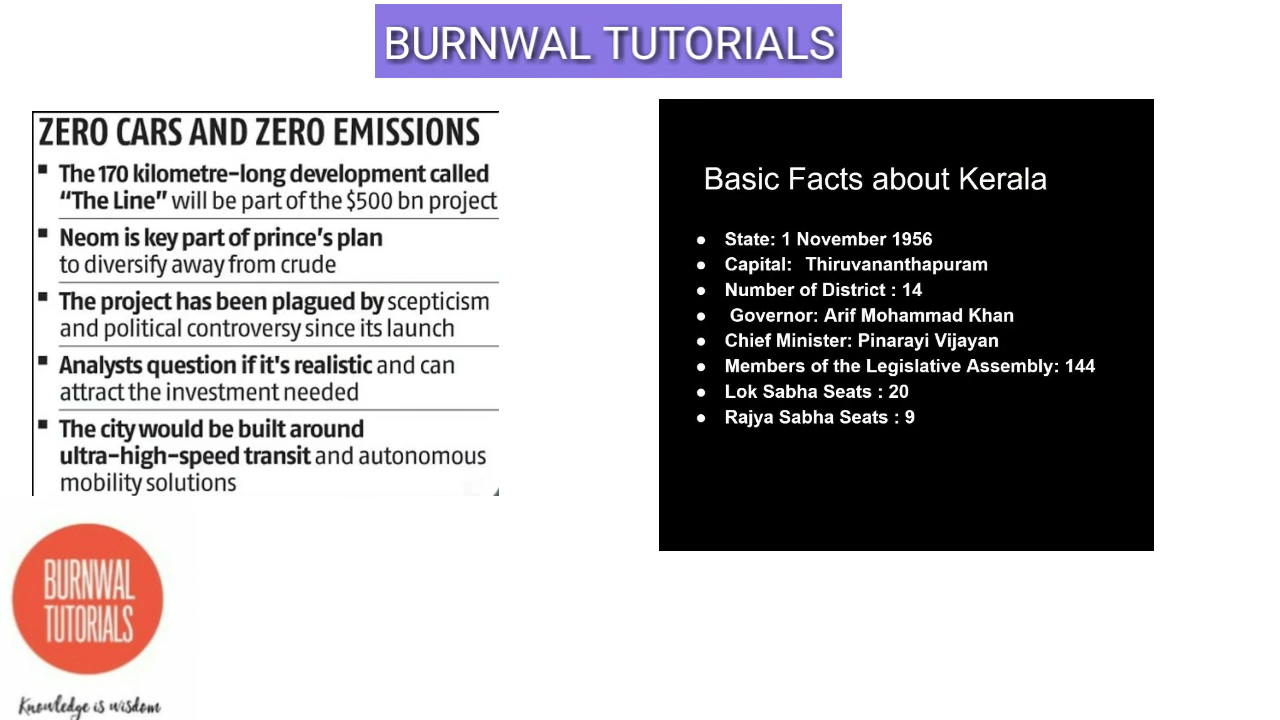 BURNWAL TUTORIALS
ZERO CARS AND ZERO EMISSIONS
▪ The 170 kilometre-long development called
“The Line” will be part of the $500 bn project
▪ Neom is key part of prince's plan
to diversify away from crude
▪ The project has been plagued by scepticism
and political controversy since its launch
▪ Analysts question if it's realistic and can
attract the investment needed
▪ The city would be built around
ultra-high-speed transit and autonomous
mobility solutions
Basic Facts about Kerala
● State: 1 November 1956
● Capital: Thiruvananthapuram
● Number of District : 14
● Governor: Arif Mohammad Khan
● Chief Minister: Pinarayi Vijayan
● Members of the Legislative Assembly: 144
● Lok Sabha Seats : 20
● Rajya Sabha Seats : 9
BURNWAL
TUTORIALS
Knowledge is wisdom